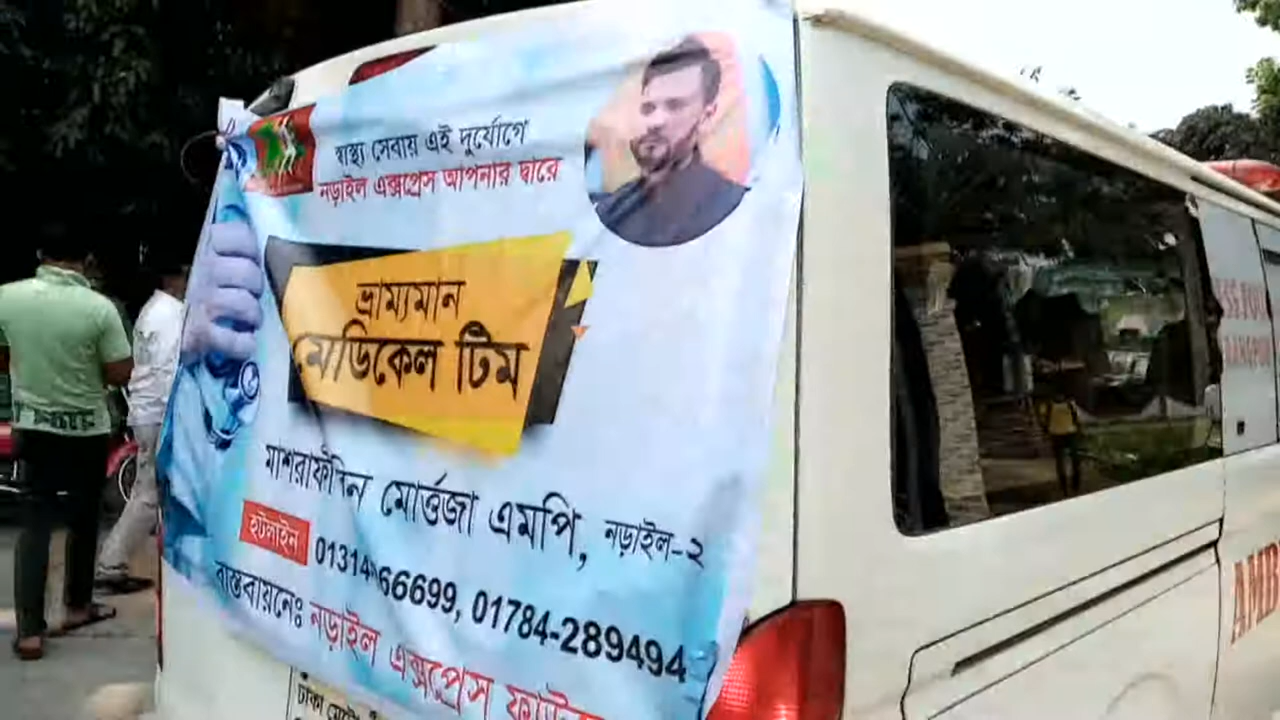 স্বাস্থ্য সেবায় এই দুর্যোগে
নড়াইল এক্সপ্রেস আপনার দ্বারে
ভ্রাম্যমান
মেডিকেল টিম
মোর্ত্তজা এমপি, নড়াইল-২
হটলাইন
66699, 01784-289494
বাস্তবায়নেঃ নড়াইল এক্সপ্রেস
ঢাকা